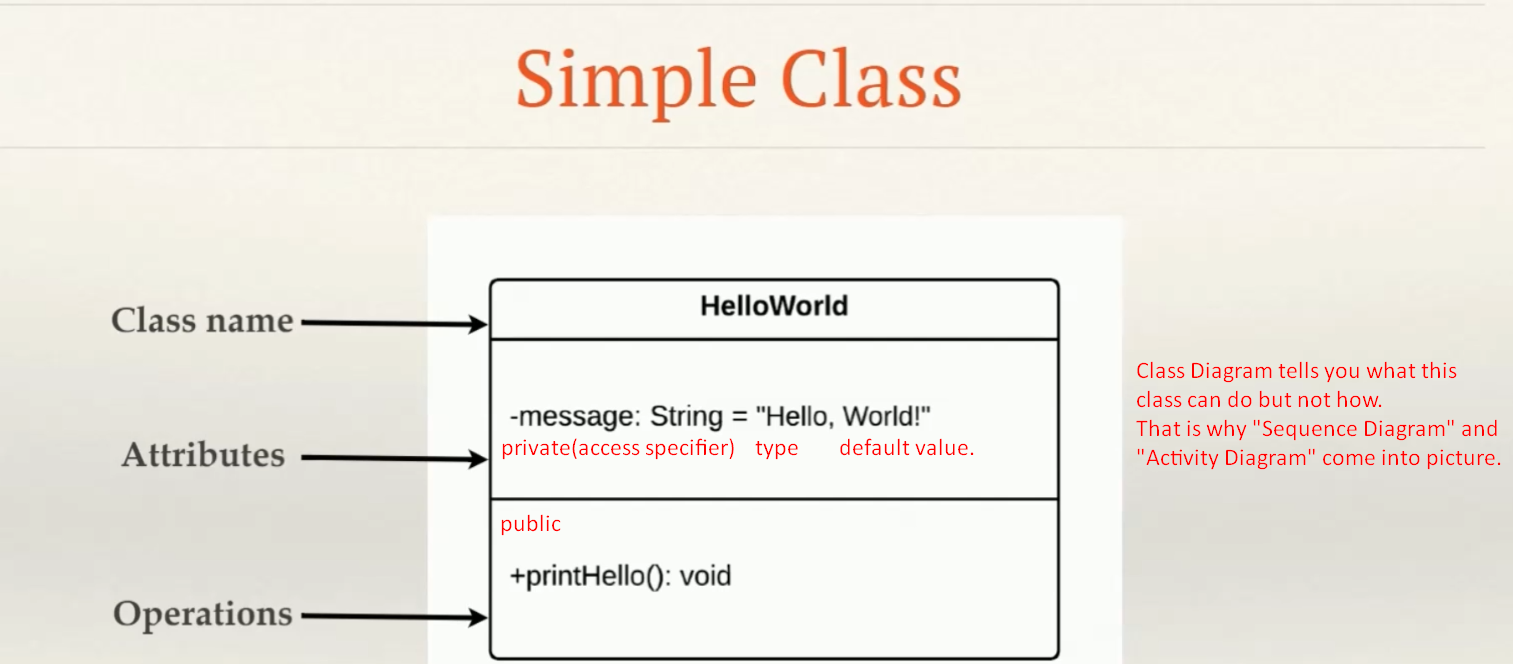 Simple Class
Class name
HelloWorld
Attributes
-message: String = "Hello, World!"
private(access specifier) type default value.
Operations
public
+printHello(): void
Class Diagram tells you what this
class can do but not how.
That is why "Sequence Diagram" and
"Activity Diagram" come into picture.